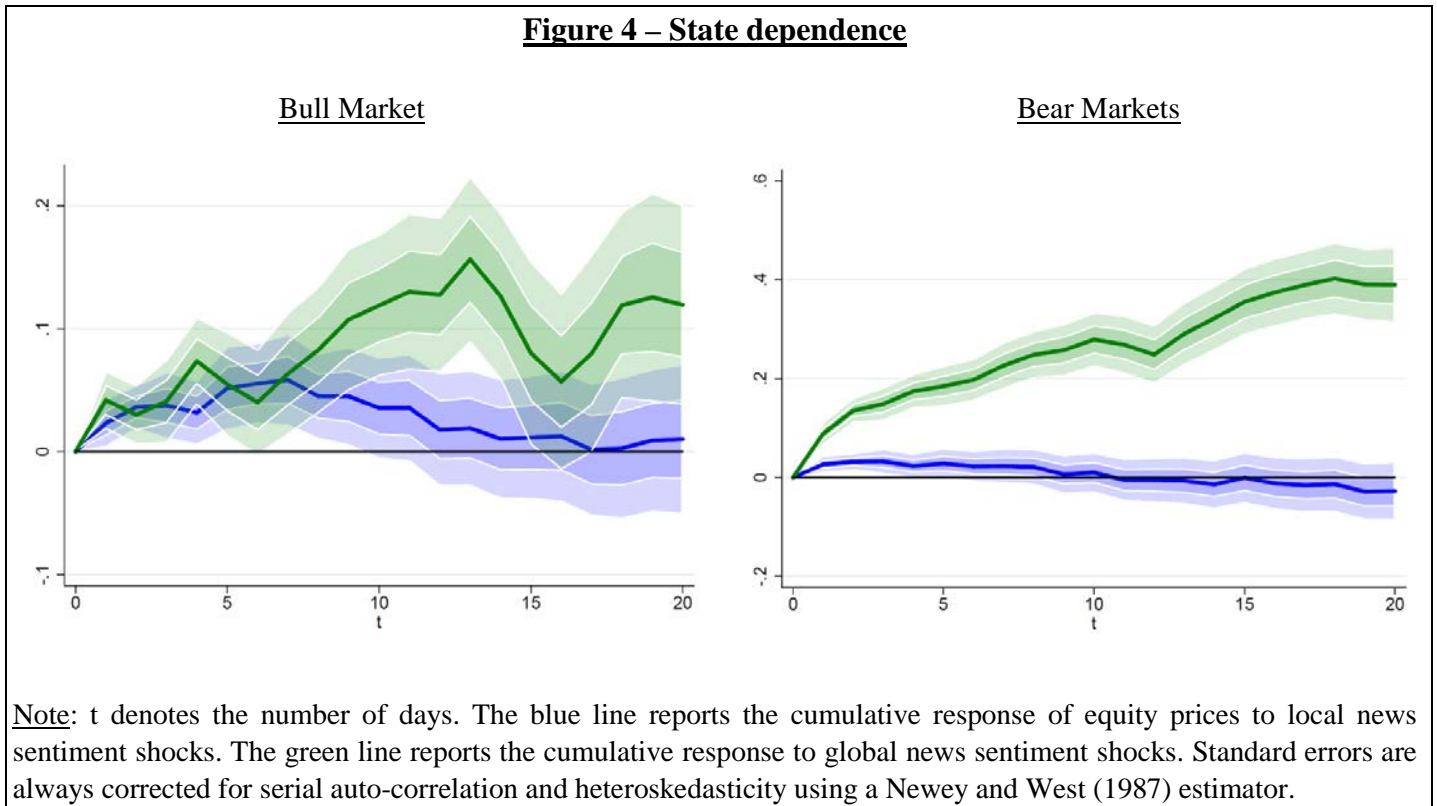 Figure 4 – State dependence
Bull Market
Bear Markets
.2
.1
0
-.1
0
5
10
15
20
t
.6
.4
.2
0
-.2
0
5
10
15
20
t
Note: t denotes the number of days. The blue line reports the cumulative response of equity prices to local news
sentiment shocks. The green line reports the cumulative response to global news sentiment shocks. Standard errors are
always corrected for serial auto-correlation and heteroskedasticity using a Newey and West (1987) estimator.